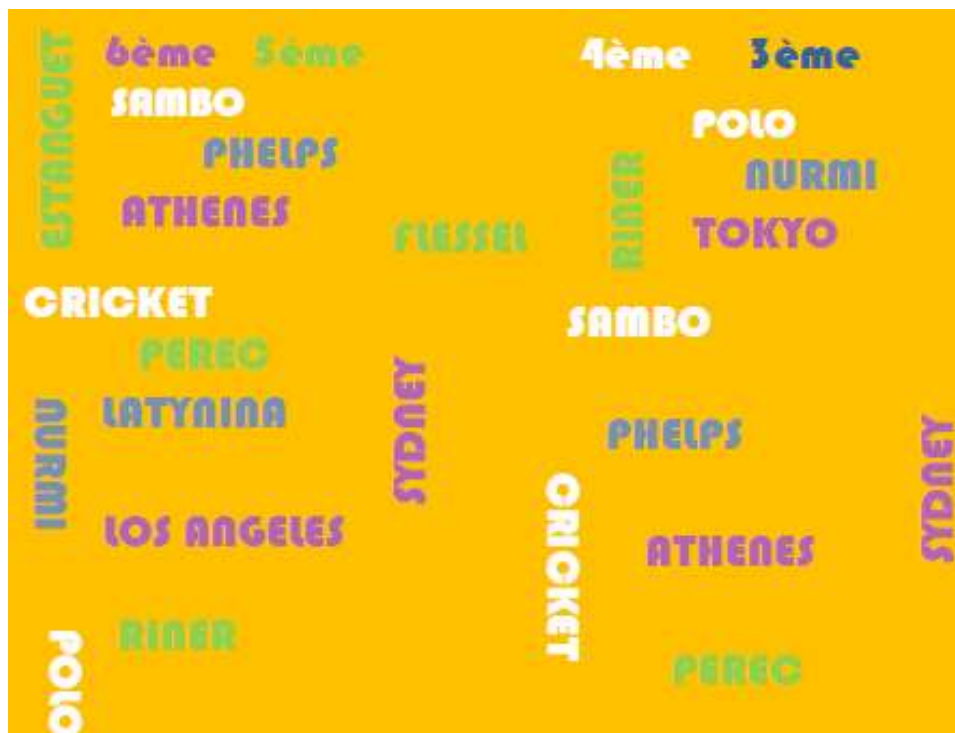 6ème 5ème
4ème 3ème
ESTANGUET
SAMBO
PHELPS
ATHENES
FLESSEL
CRICKET
PEREC
LATYNINA
NURMI
SYDNEY
LOS ANGELES
RINER
POLO
POLO
NURMI
RINER
TOKYO
SAMBO
PHELPS
SYDNEY
CRICKET
ATHENES
PEREC